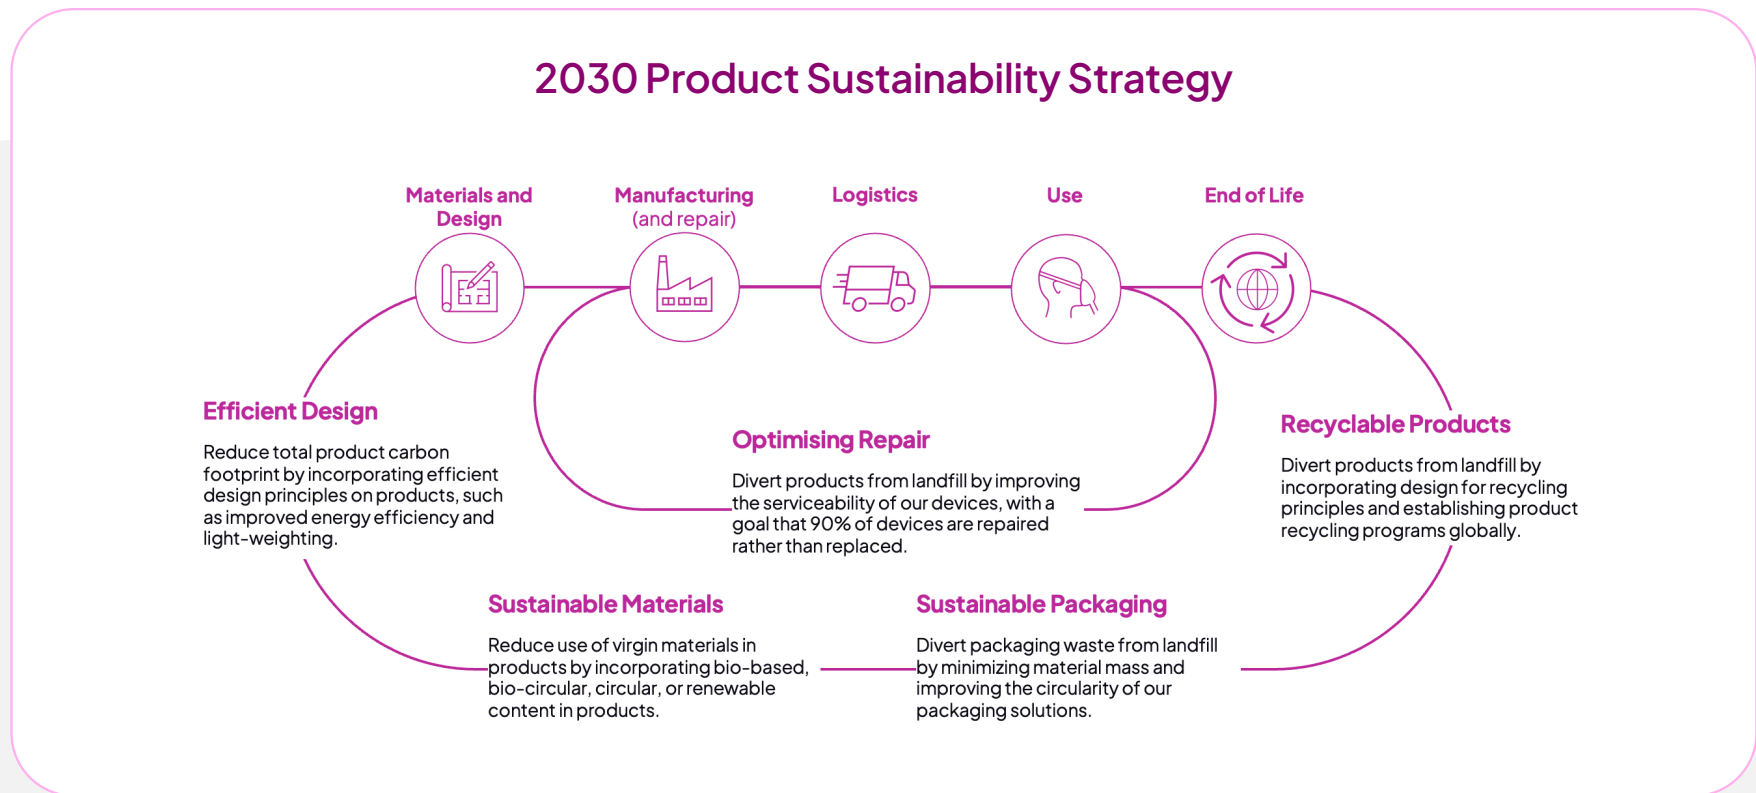 2030 Product Sustainability Strategy
Materials and
Design
Manufacturing
(and repair)
Logistics
Use
End of Life
Efficient Design
Reduce total product carbon
footprint by incorporating efficient
design principles on products, such
as improved energy efficiency and
light-weighting.
Optimising Repair
Divert products from landfill by improving
the serviceability of our devices, with a
goal that 90% of devices are repaired
rather than replaced.
Recyclable Products
Divert products from landfill by
incorporating design for recycling
principles and establishing product
recycling programs globally.
Sustainable Materials
Reduce use of virgin materials in
products by incorporating bio-based,
bio-circular, circular, or renewable
content in products.
Sustainable Packaging
Divert packaging waste from landfill
by minimizing material mass and
improving the circularity of our
packaging solutions.